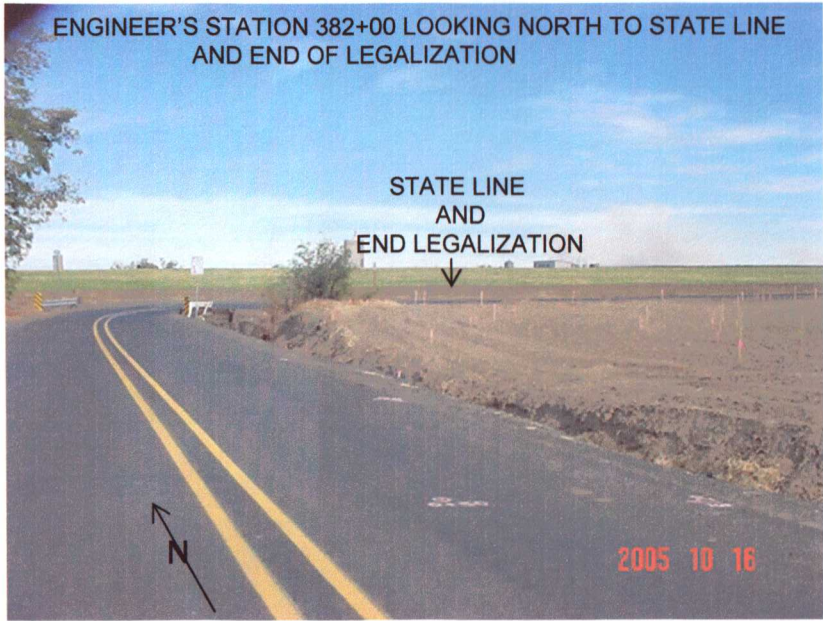 ENGINEER'S STATION 382+00 LOOKING NORTH TO STATE LINE
AND END OF LEGALIZATION
STATE LINE
AND
END LEGALIZATION
N
2005 10 16